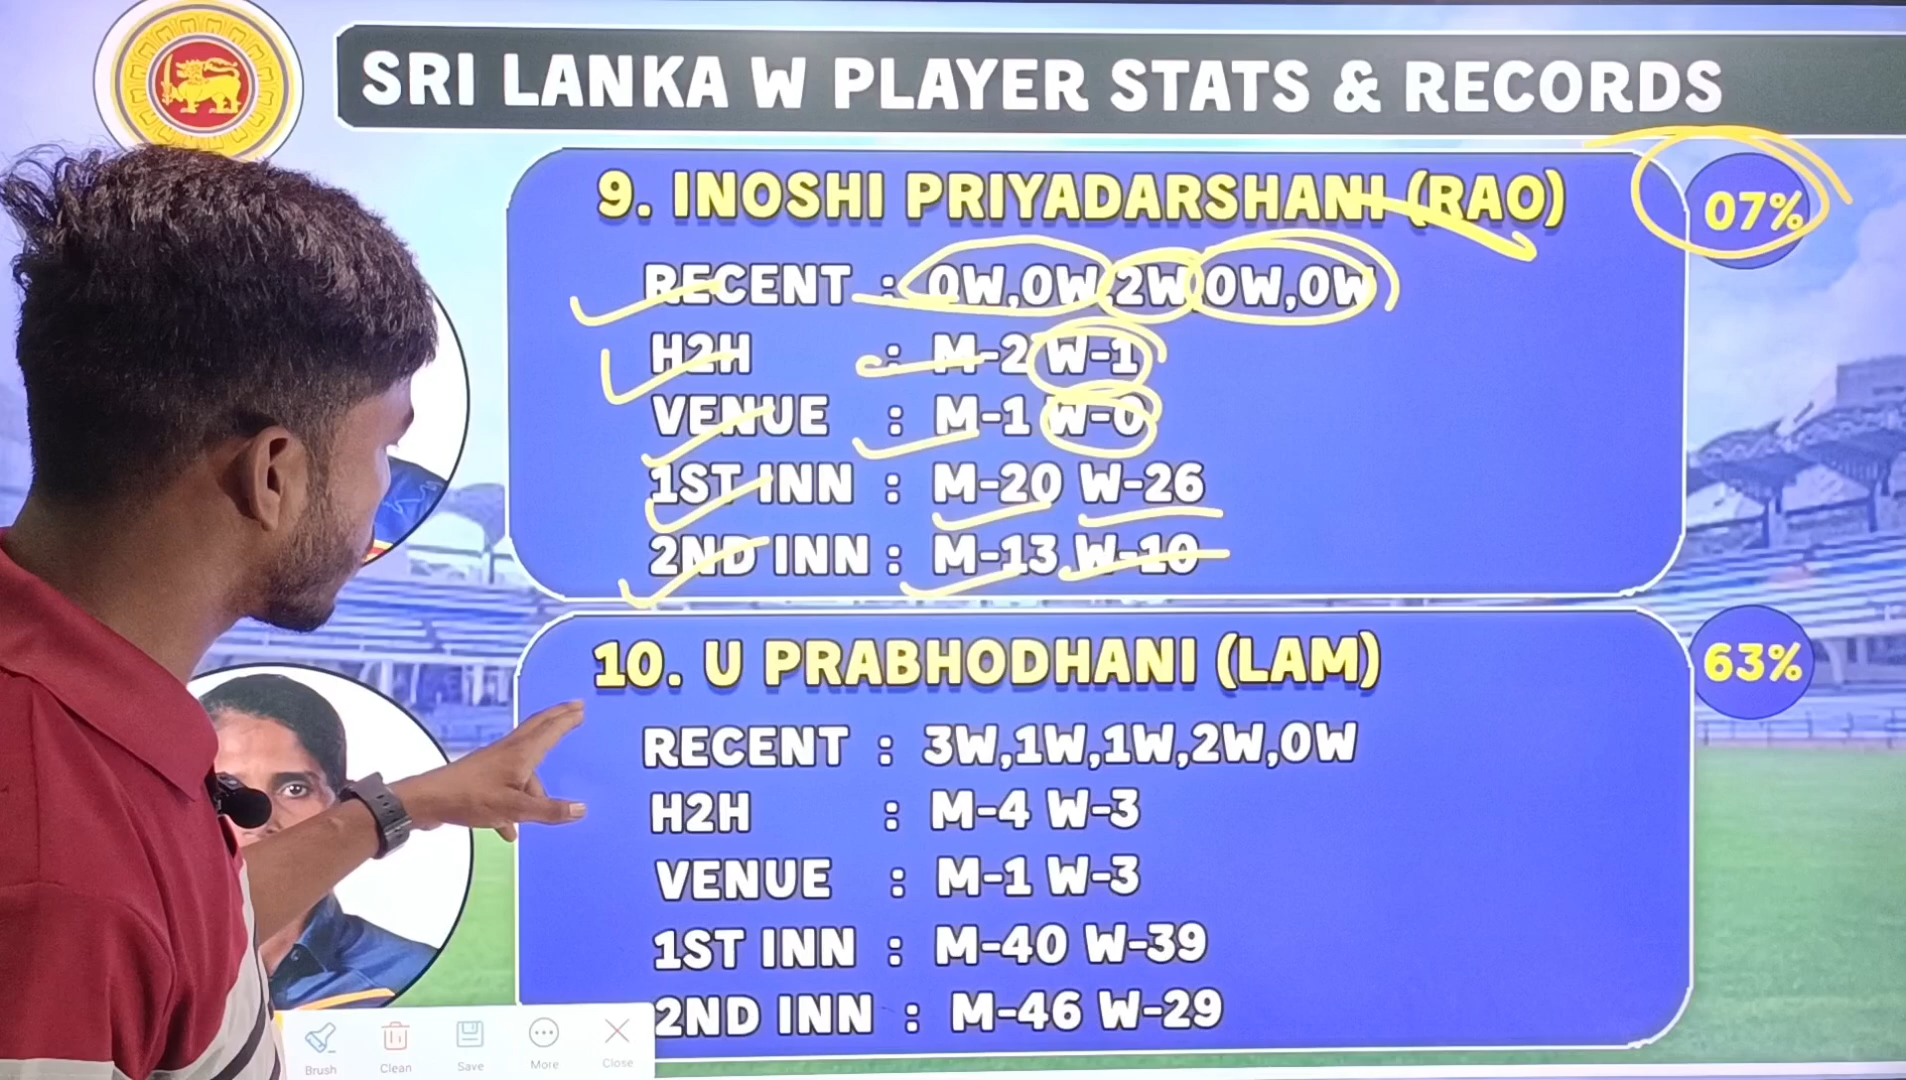 SRI LANKA W PLAYER STATS & RECORDS
9. INOSHI PRIYADARSHANI (RAO)
07%
RECENT : 0W,0W,2W,0W,0W
H2H : M-2 W-1
VENUE : M-1 W-0
1ST INN : M-20 W-26
2ND INN : M-13 W-10
10. U PRABHODHANI (LAM)
63%
RECENT : 3W,1W,1W,2W,0W
H2H : M-4 W-3
VENUE : M-1 W-3
1ST INN : M-40 W-39
2ND INN : M-46 W-29
Brush Clean Save More Close